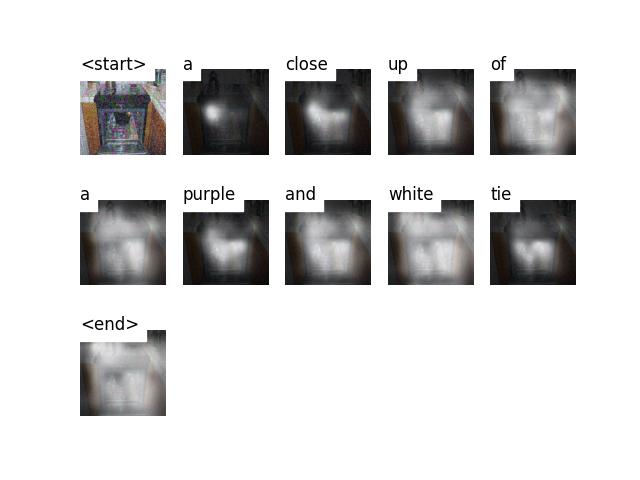 <start> a close up of
a purple and white tie
<end>